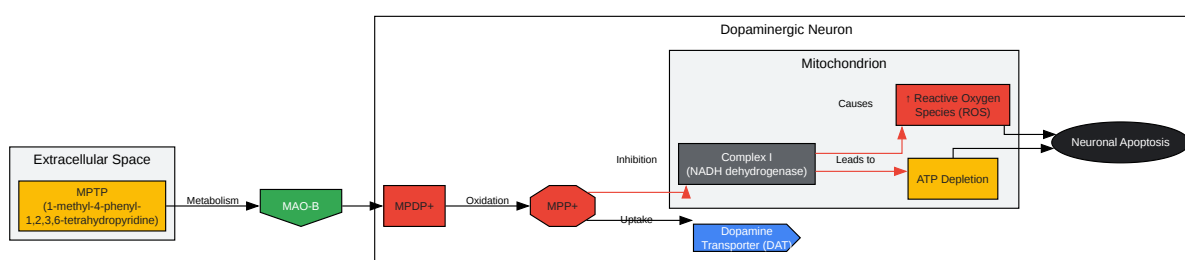 Dopaminergic Neuron
Mitochondrion
Extracellular Space
MPTP
(1-methyl-4-phenyl-
1,2,3,6-tetrahydropyridine)
Metabolism
MAO-B
MPDP+
Oxidation
MPP+
Inhibition
Uptake
Complex I
(NADH dehydrogenase)
Causes
Leads to
↑ Reactive Oxygen
Species (ROS)
ATP Depletion
Dopamine
Transporter (DAT)
Neuronal Apoptosis